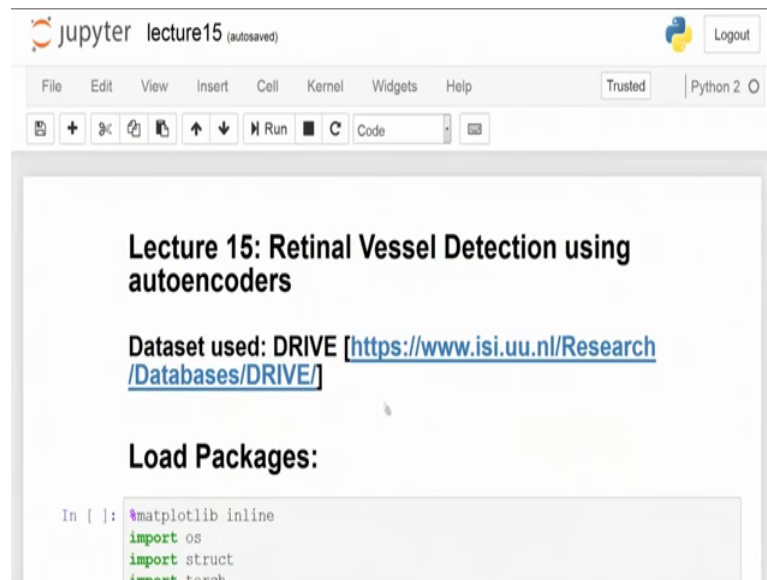 jupyter lecture15 (autosaved) Logout
File Edit View Insert Cell Kernel Widgets Help Trusted Python 2
Run Code
Lecture 15: Retinal Vessel Detection using
autoencoders
Dataset used: DRIVE [https://www.isi.uu.nl/Research
/Databases/DRIVE/]
Load Packages:
In [ ]: %matplotlib inline
import os
import struct
import torch